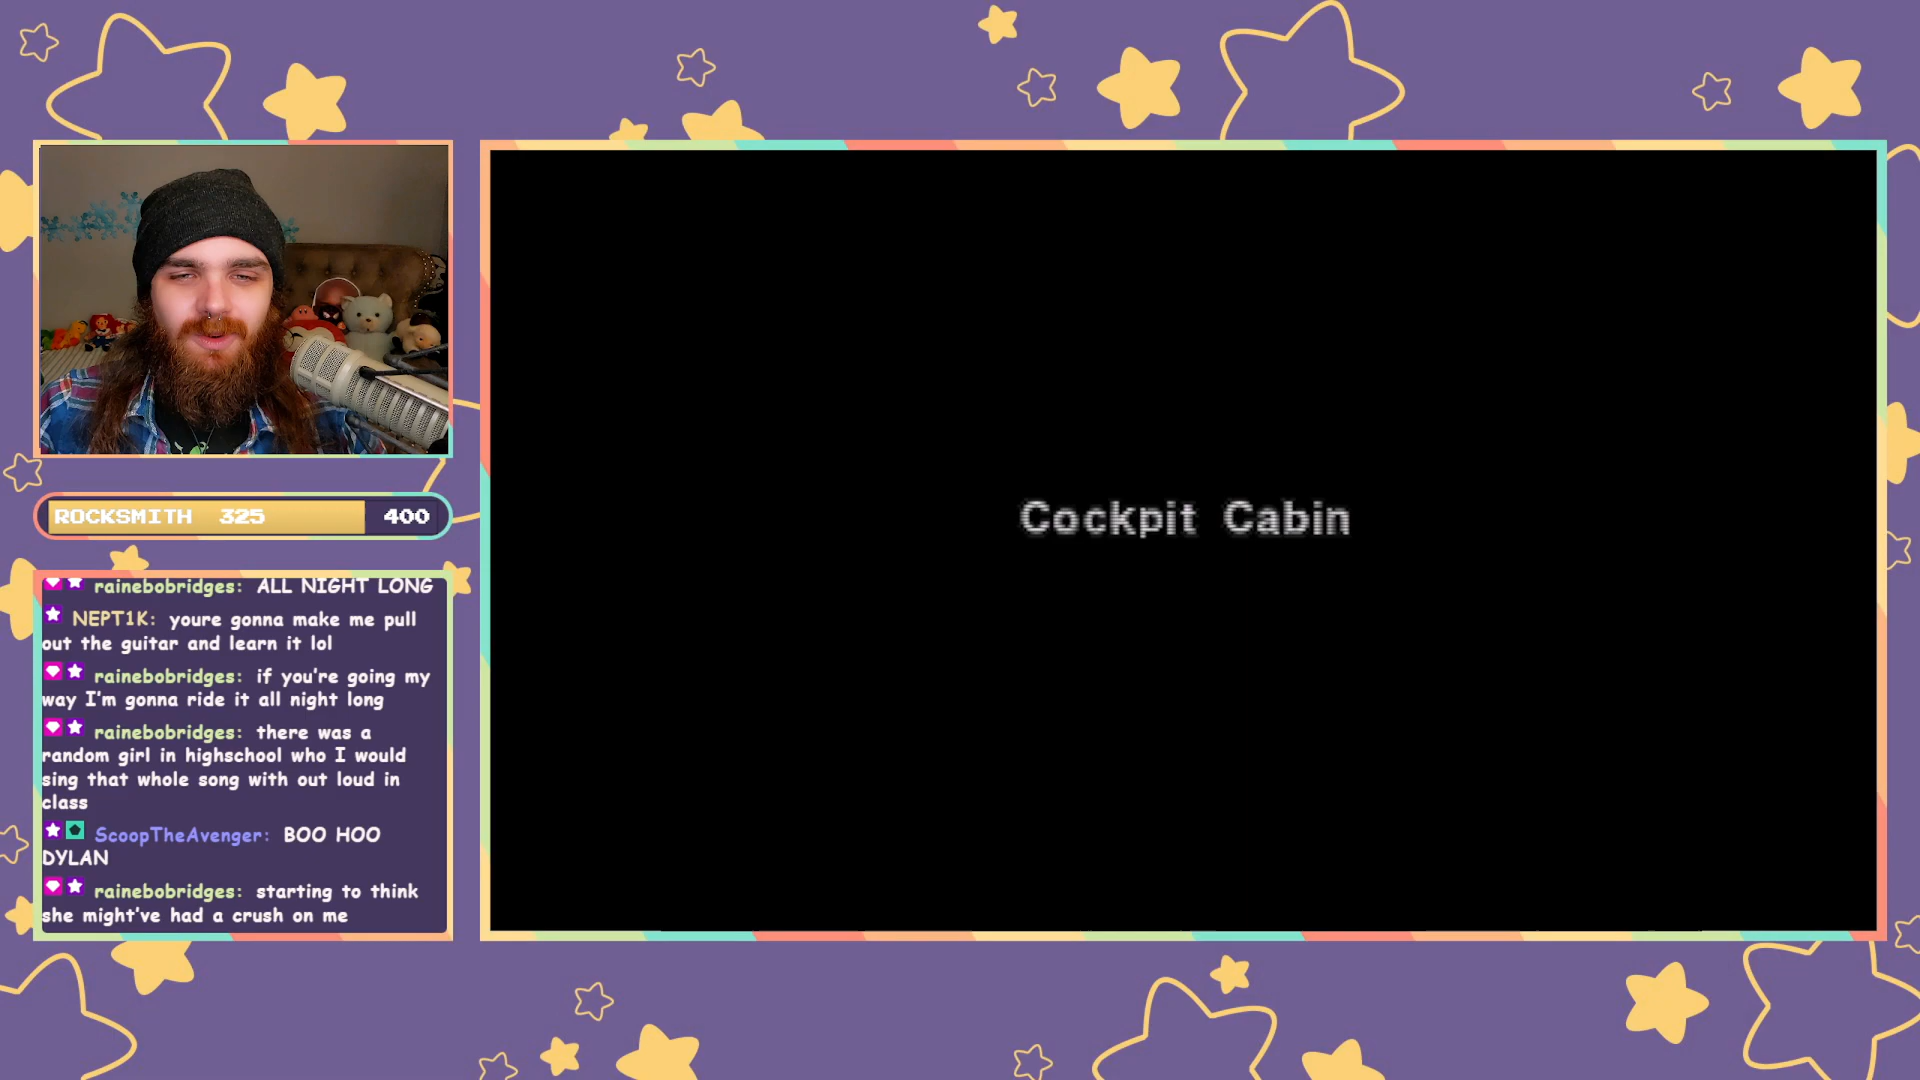 ROCKSMITH 325 400
rainebobridges: ALL NIGHT LONG
NEPT1K: youre gonna make me pull
out the guitar and learn it lol
rainebobridges: if you're going my
way I'm gonna ride it all night long
rainebobridges: there was a
random girl in highschool who I would
sing that whole song with out loud in
class
ScoopTheAvenger: BOO HOO
DYLAN
rainebobridges: starting to think
she might've had a crush on me
Cockpit Cabin